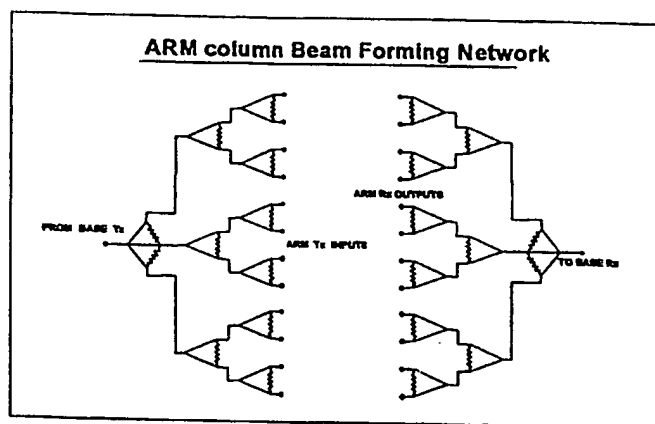 ARM column Beam Forming Network
ARM Rx OUTPUTS
FROM BASE Tx
ARM Tx INPUTS
TO BASE Rx